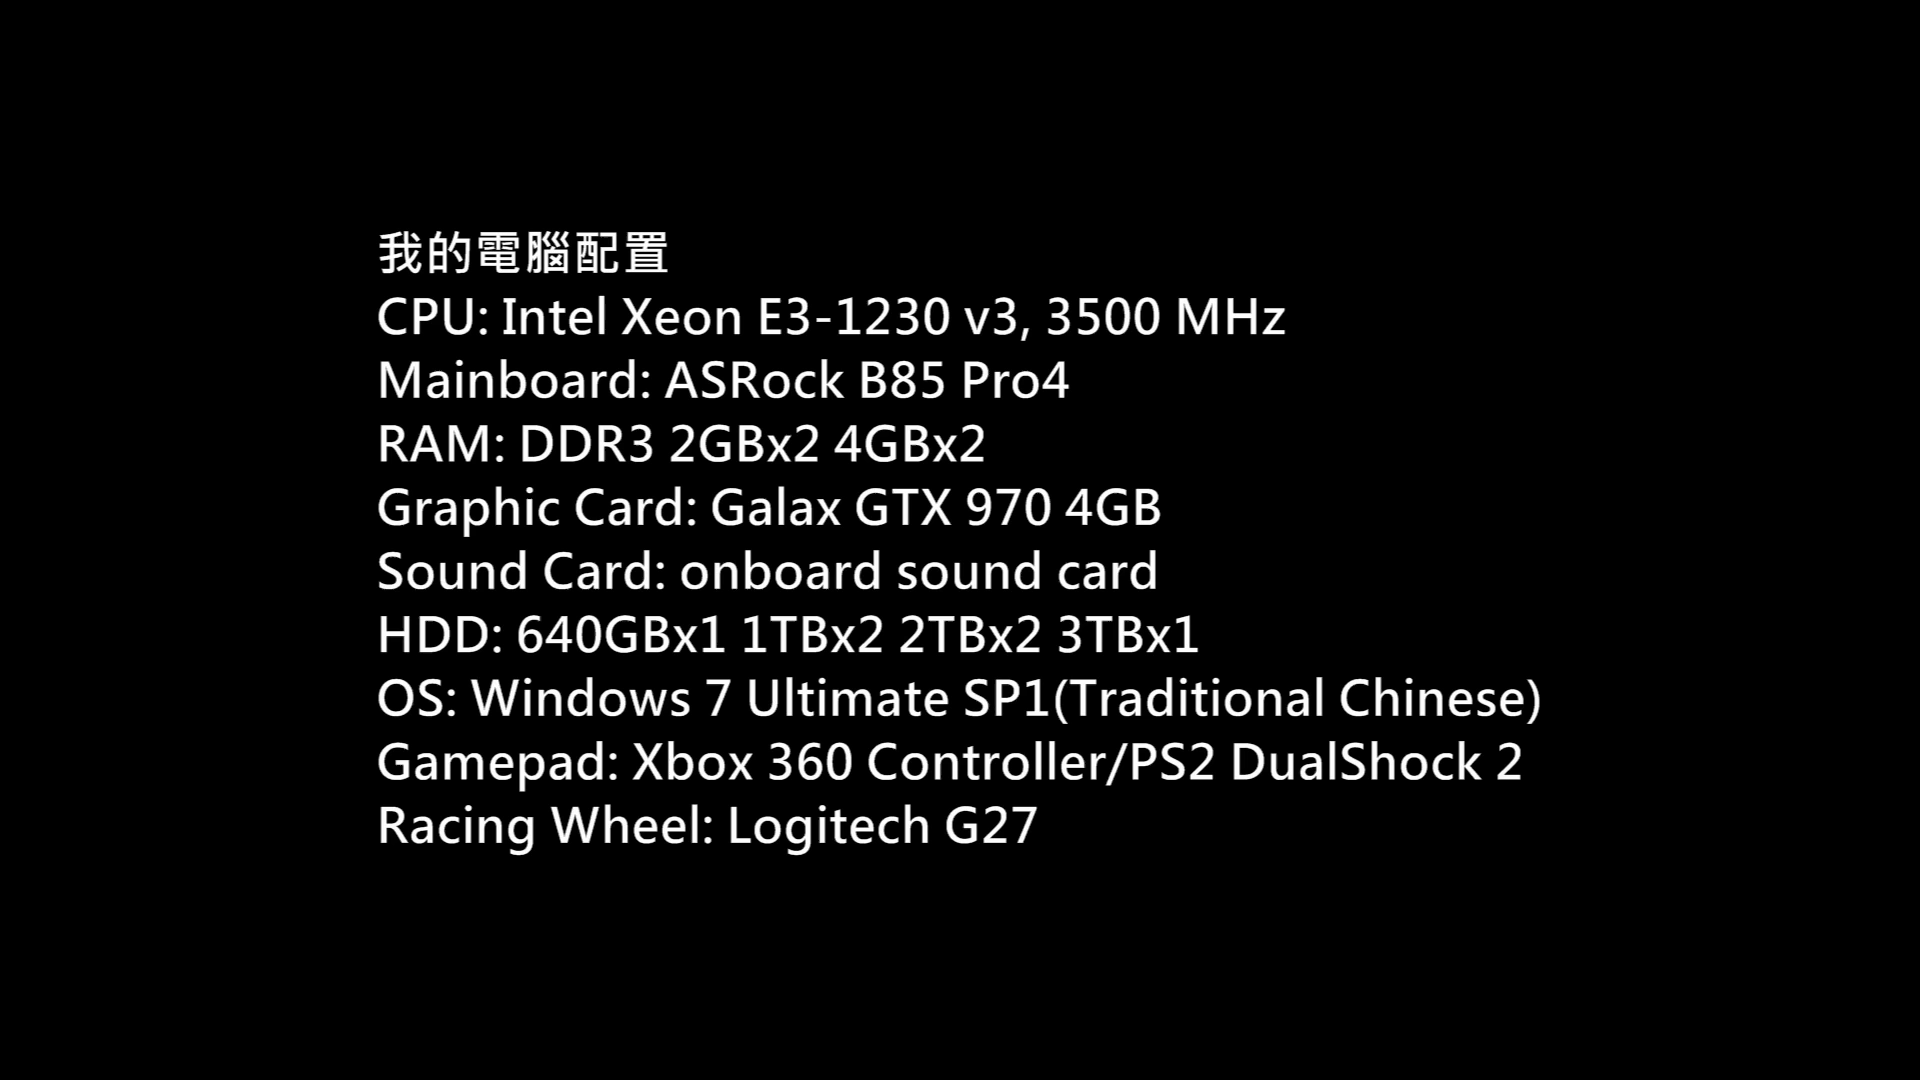 我的電腦配置
CPU: Intel Xeon E3-1230 v3, 3500 MHz
Mainboard: ASRock B85 Pro4
RAM: DDR3 2GBx2 4GBx2
Graphic Card: Galax GTX 970 4GB
Sound Card: onboard sound card
HDD: 640GBx1 1TBx2 2TBx2 3TBx1
OS: Windows 7 Ultimate SP1(Traditional Chinese)
Gamepad: Xbox 360 Controller/PS2 DualShock 2
Racing Wheel: Logitech G27